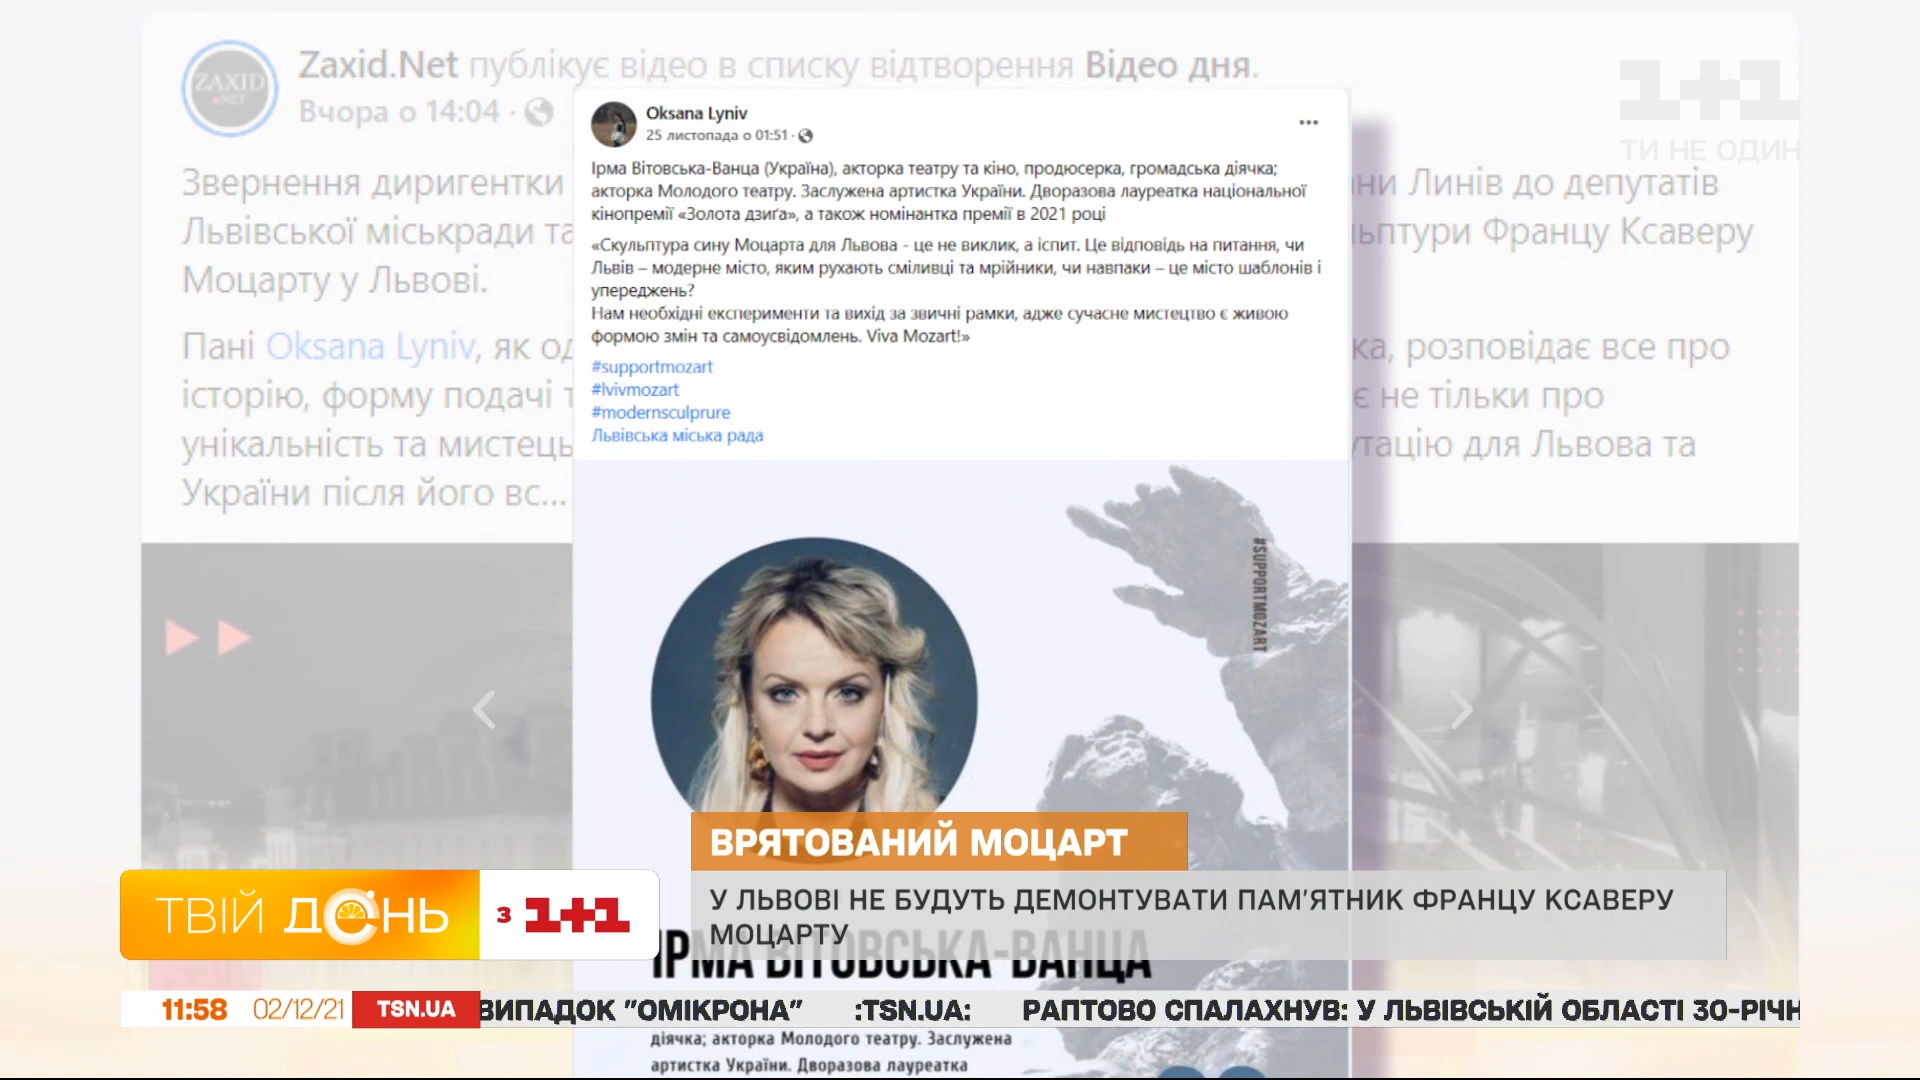 Zaxid.Net публікує відео в списку відтворення Відео дня.
Вчора о 14:04 ·
ZAXID
.NET
1+1
ТИ НЕ ОДИН
Звернення диригентки
ани Линів до депутатів
Львівської міськради та
льптури Францу Ксаверу
Моцарту у Львові.
Пані Oksana Lyniv, як од
ка, розповідає все про
історію, форму подачі т
є не тільки про
унікальність та мистець
утацію для Львова та
України після його вс...
Oksana Lyniv
25 листопада о 01:51 ·
Ірма Вітовська-Ванца (Україна), акторка театру та кіно, продюсерка, громадська діячка;
акторка Молодого театру. Заслужена артистка України. Дворазова лауреатка національної
кінопремії «Золота дзиґа», а також номінантка премії в 2021 році
«Скульптура сину Моцарта для Львова - це не виклик, а іспит. Це відповідь на питання, чи
Львів – модерне місто, яким рухають сміливці та мрійники, чи навпаки – це місто шаблонів і
упереджень?
Нам необхідні експерименти та вихід за звичні рамки, адже сучасне мистецтво є живою
формою змін та самоусвідомлень. Viva Mozart!»
#supportmozart
#lvivmozart
#modernsculprure
Львівська міська рада
#SUPPORTMOZART
ВРЯТОВАНИЙ МОЦАРТ
У ЛЬВОВІ НЕ БУДУТЬ ДЕМОНТУВАТИ ПАМ’ЯТНИК ФРАНЦУ КСАВЕРУ
МОЦАРТУ
ТВІЙ ДЕНЬ з 1+1
ІРМА ВІТОВСЬКА-ВАНЦА
11:58 02/12/21 TSN.UA ВИПАДОК "ОМІКРОНА" :TSN.UA: РАПТОВО СПАЛАХНУВ: У ЛЬВІВСЬКІЙ ОБЛАСТІ 30-РІЧН
діячка; акторка Молодого театру. Заслужена
артистка України. Дворазова лауреатка